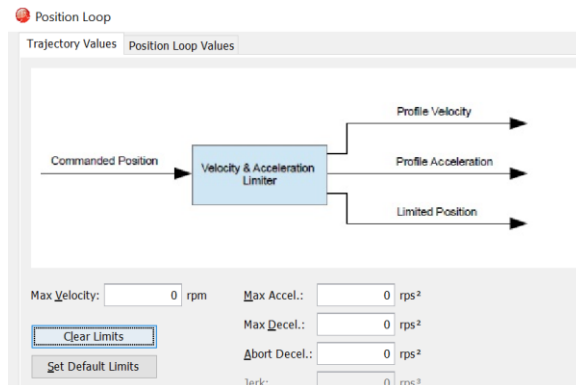 Position Loop
Trajectory Values
Position Loop Values
Commanded Position
Velocity & Acceleration
Limiter
Profile Velocity
Profile Acceleration
Limited Position
Max Velocity: 0 rpm
Clear Limits
Set Default Limits
Max Accel.: 0 rps²
Max Decel.: 0 rps²
Abort Decel.: 0 rps²
Jerk: 0 rps³